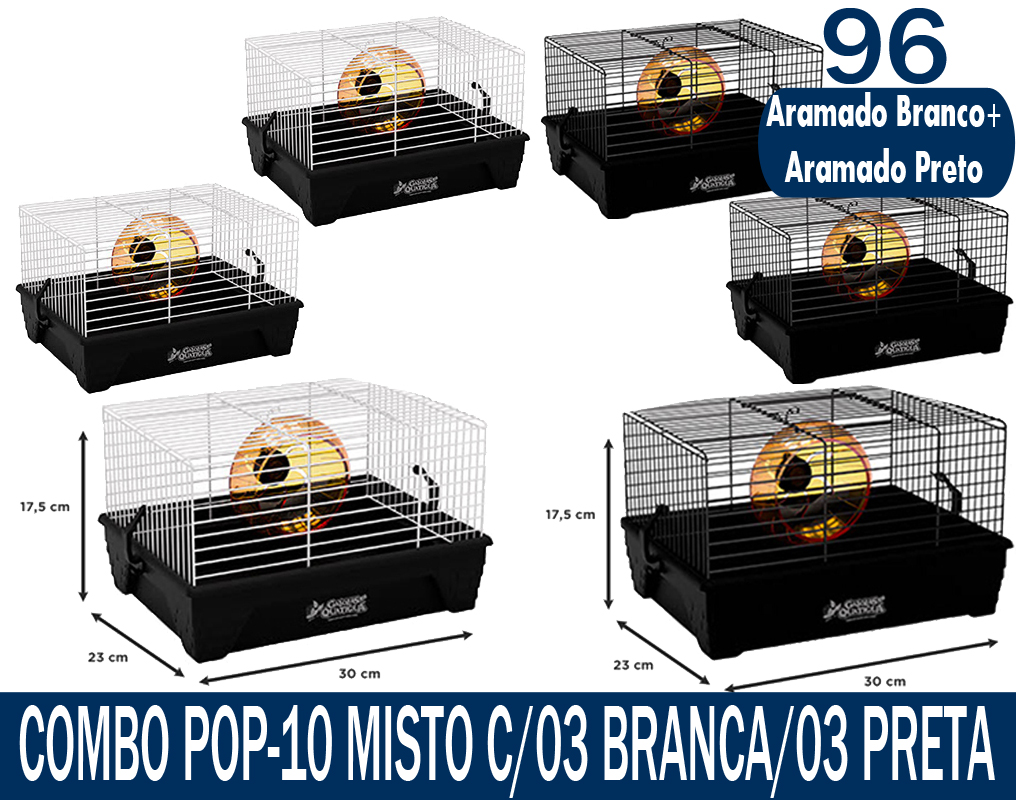 96
Aramado Branco+
Aramado Preto
17,5 cm
23 cm
30 cm
17,5 cm
23 cm
30 cm
COMBO POP-10 MISTO C/03 BRANCA/03 PRETA